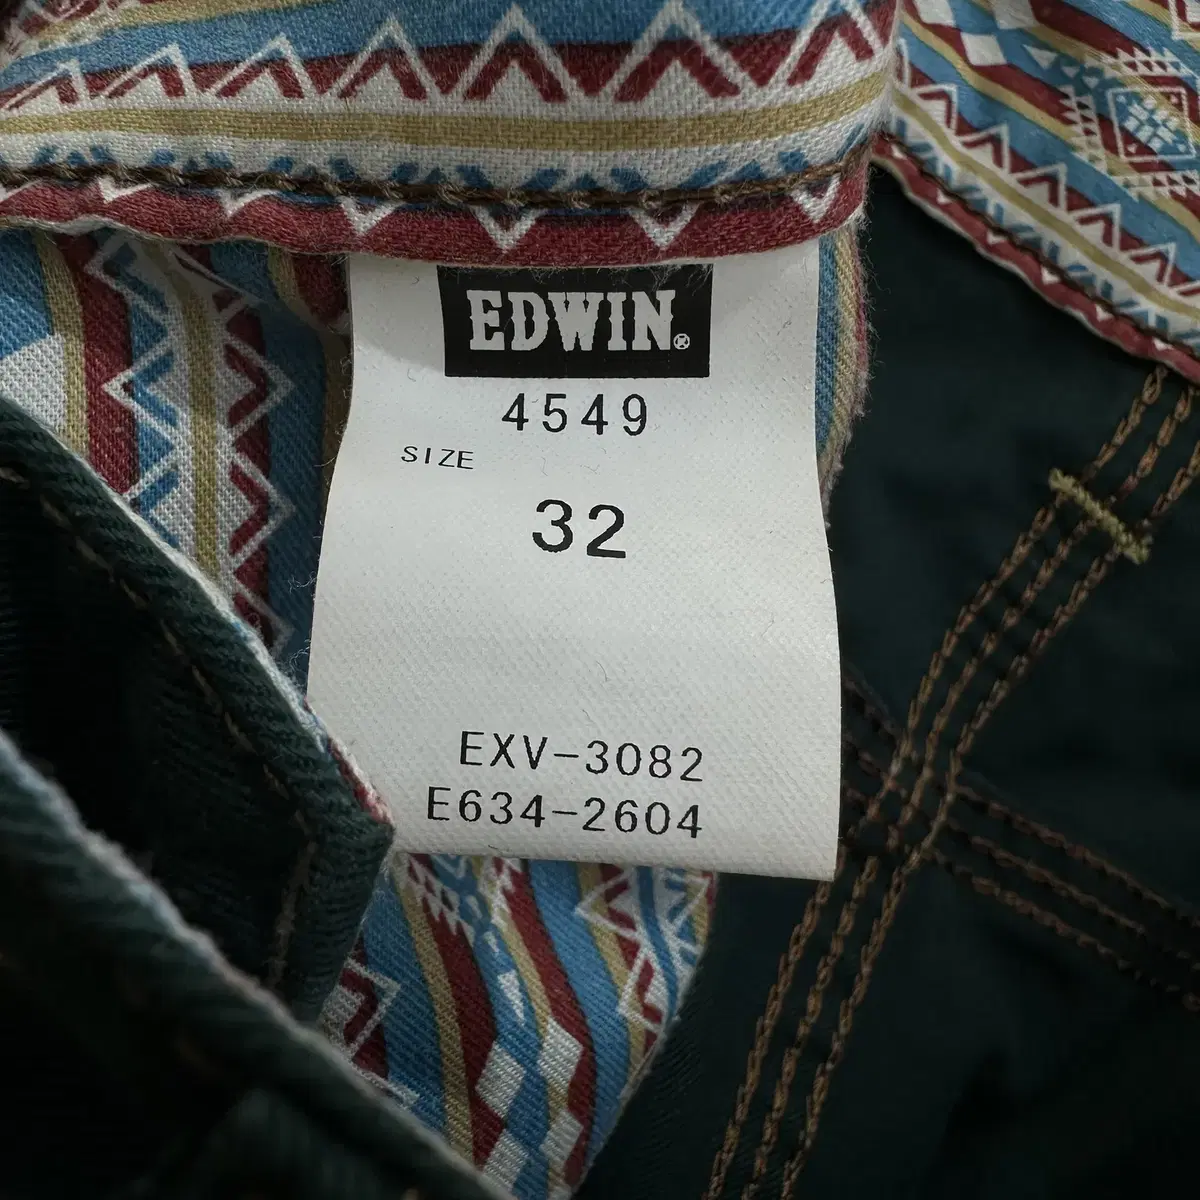 EDWIN®
4549
SIZE
32
EXV-3082
E634-2604